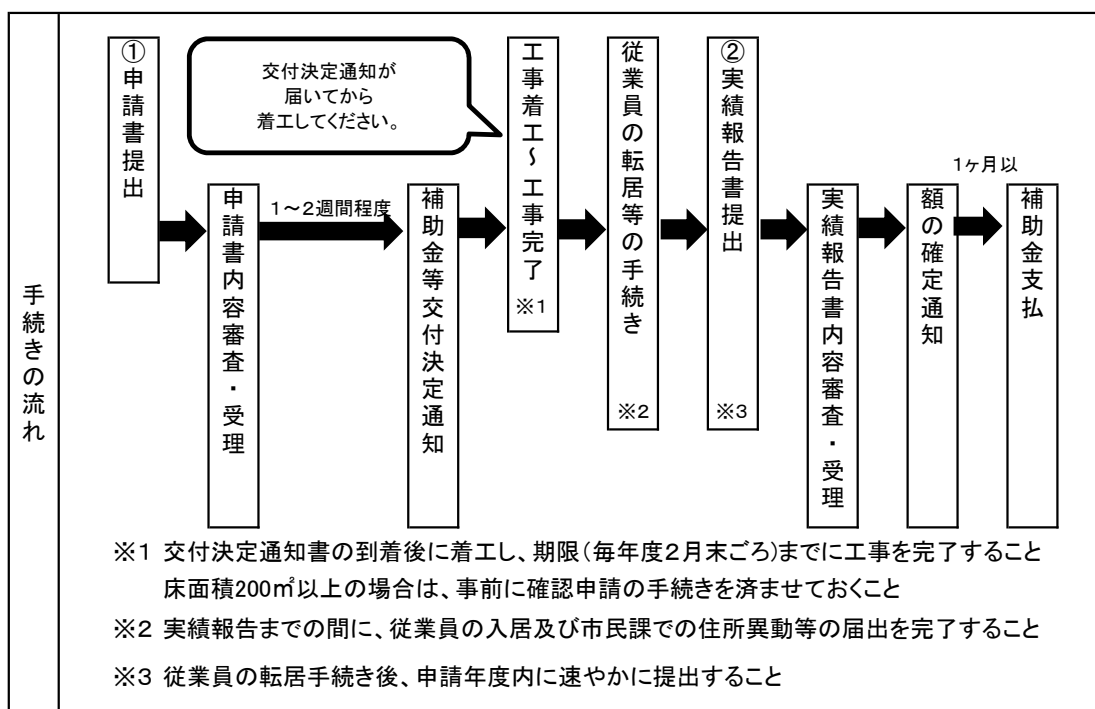 手続きの流れ
①申請書提出
申請書内容審査・受理
1～2週間程度
補助金等交付決定通知
交付決定通知が
届いてから
着工してください。
工事着工～工事完了
※1
従業員の転居等の手続き
※2
②実績報告書提出
※3
実績報告書内容審査・受理
額の確定通知
1ヶ月以
補助金支払
※1 交付決定通知書の到着後に着工し、期限(毎年度2月末ごろ)までに工事を完了すること
床面積200㎡以上の場合は、事前に確認申請の手続きを済ませておくこと
※2 実績報告までの間に、従業員の入居及び市民課での住所異動等の届出を完了すること
※3 従業員の転居手続き後、申請年度内に速やかに提出すること